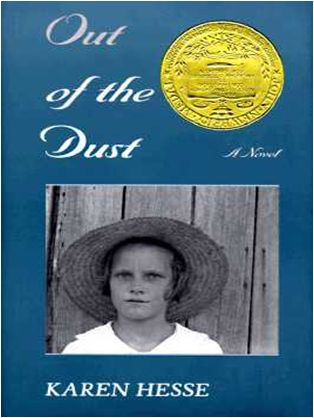 Out
of the
Dust
A Novel
KAREN HESSE